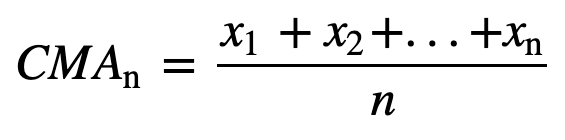 CMAₙ = (x₁ + x₂+...+xₙ) / n